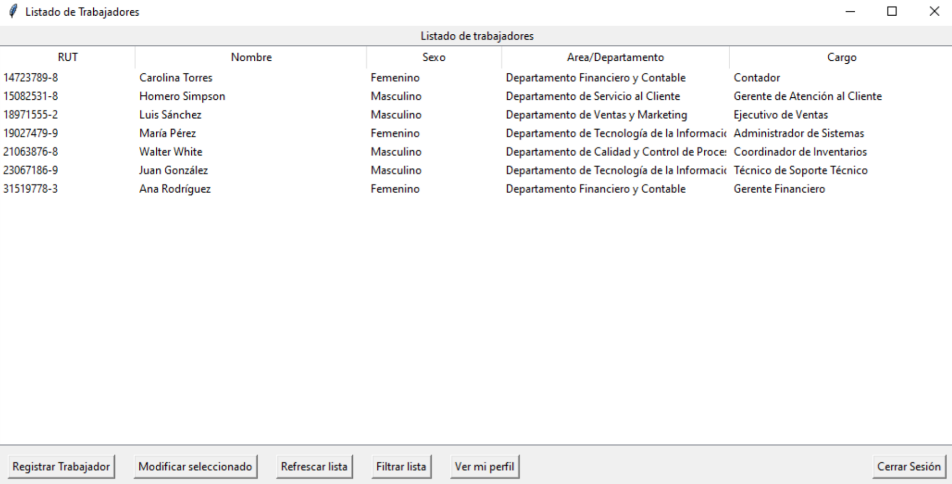 Listado de Trabajadores
Listado de trabajadores
RUT Nombre Sexo Area/Departamento Cargo
14723789-8 Carolina Torres Femenino Departamento Financiero y Contable Contador
15082531-8 Homero Simpson Masculino Departamento de Servicio al Cliente Gerente de Atención al Cliente
18971555-2 Luis Sánchez Masculino Departamento de Ventas y Marketing Ejecutivo de Ventas
19027479-9 María Pérez Femenino Departamento de Tecnología de la Informació Administrador de Sistemas
21063876-8 Walter White Masculino Departamento de Calidad y Control de Proces Coordinador de Inventarios
23067186-9 Juan González Masculino Departamento de Tecnología de la Informació Técnico de Soporte Técnico
31519778-3 Ana Rodríguez Femenino Departamento Financiero y Contable Gerente Financiero
Registrar Trabajador Modificar seleccionado Refrescar lista Filtrar lista Ver mi perfil Cerrar Sesión